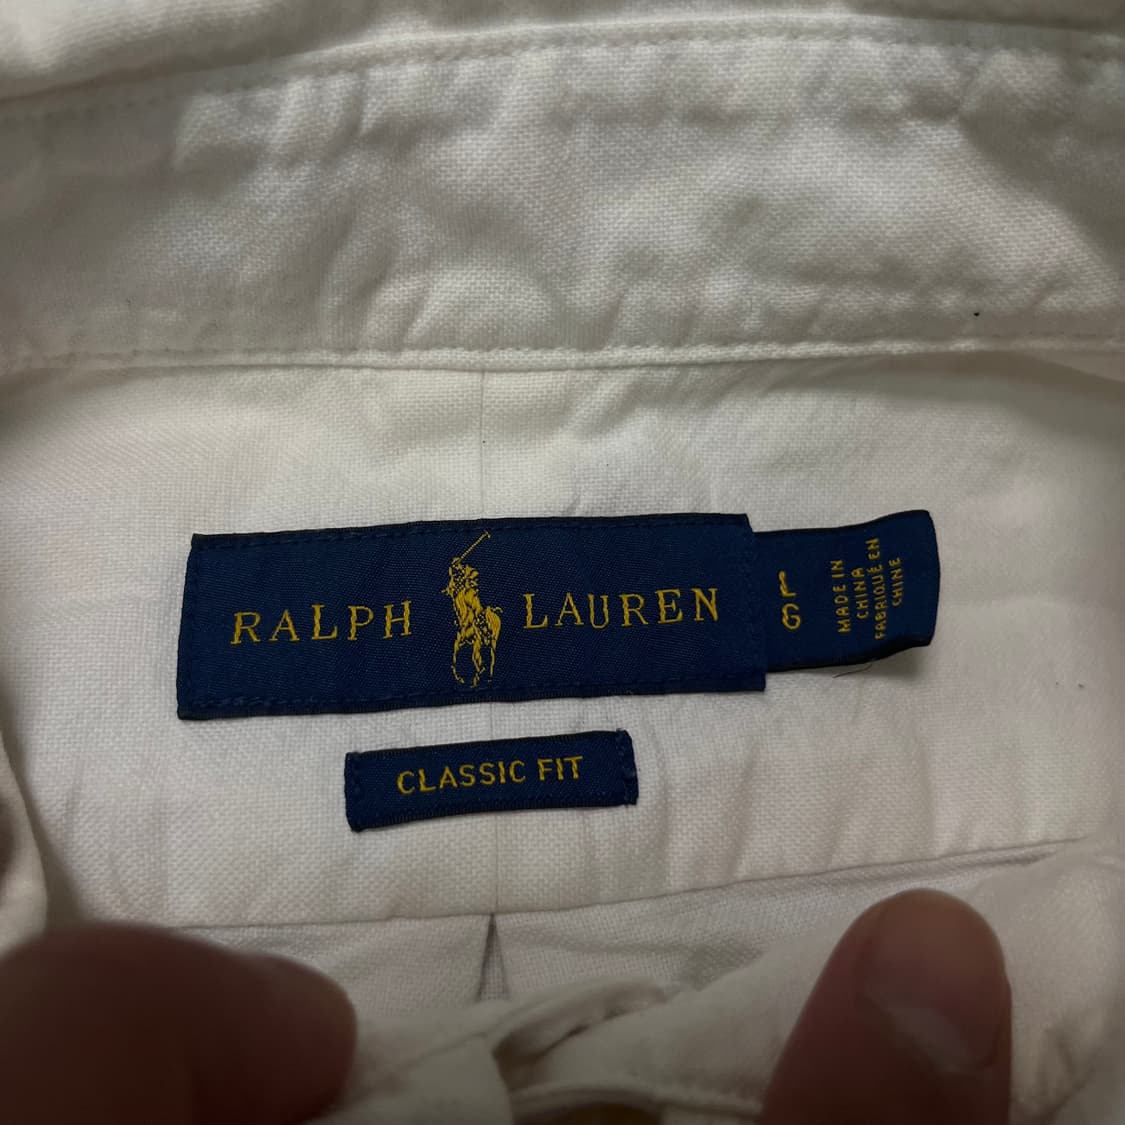 RALPH LAUREN
MADE IN
CHINA
FABRIQUÉ EN
CHINE
CLASSIC FIT